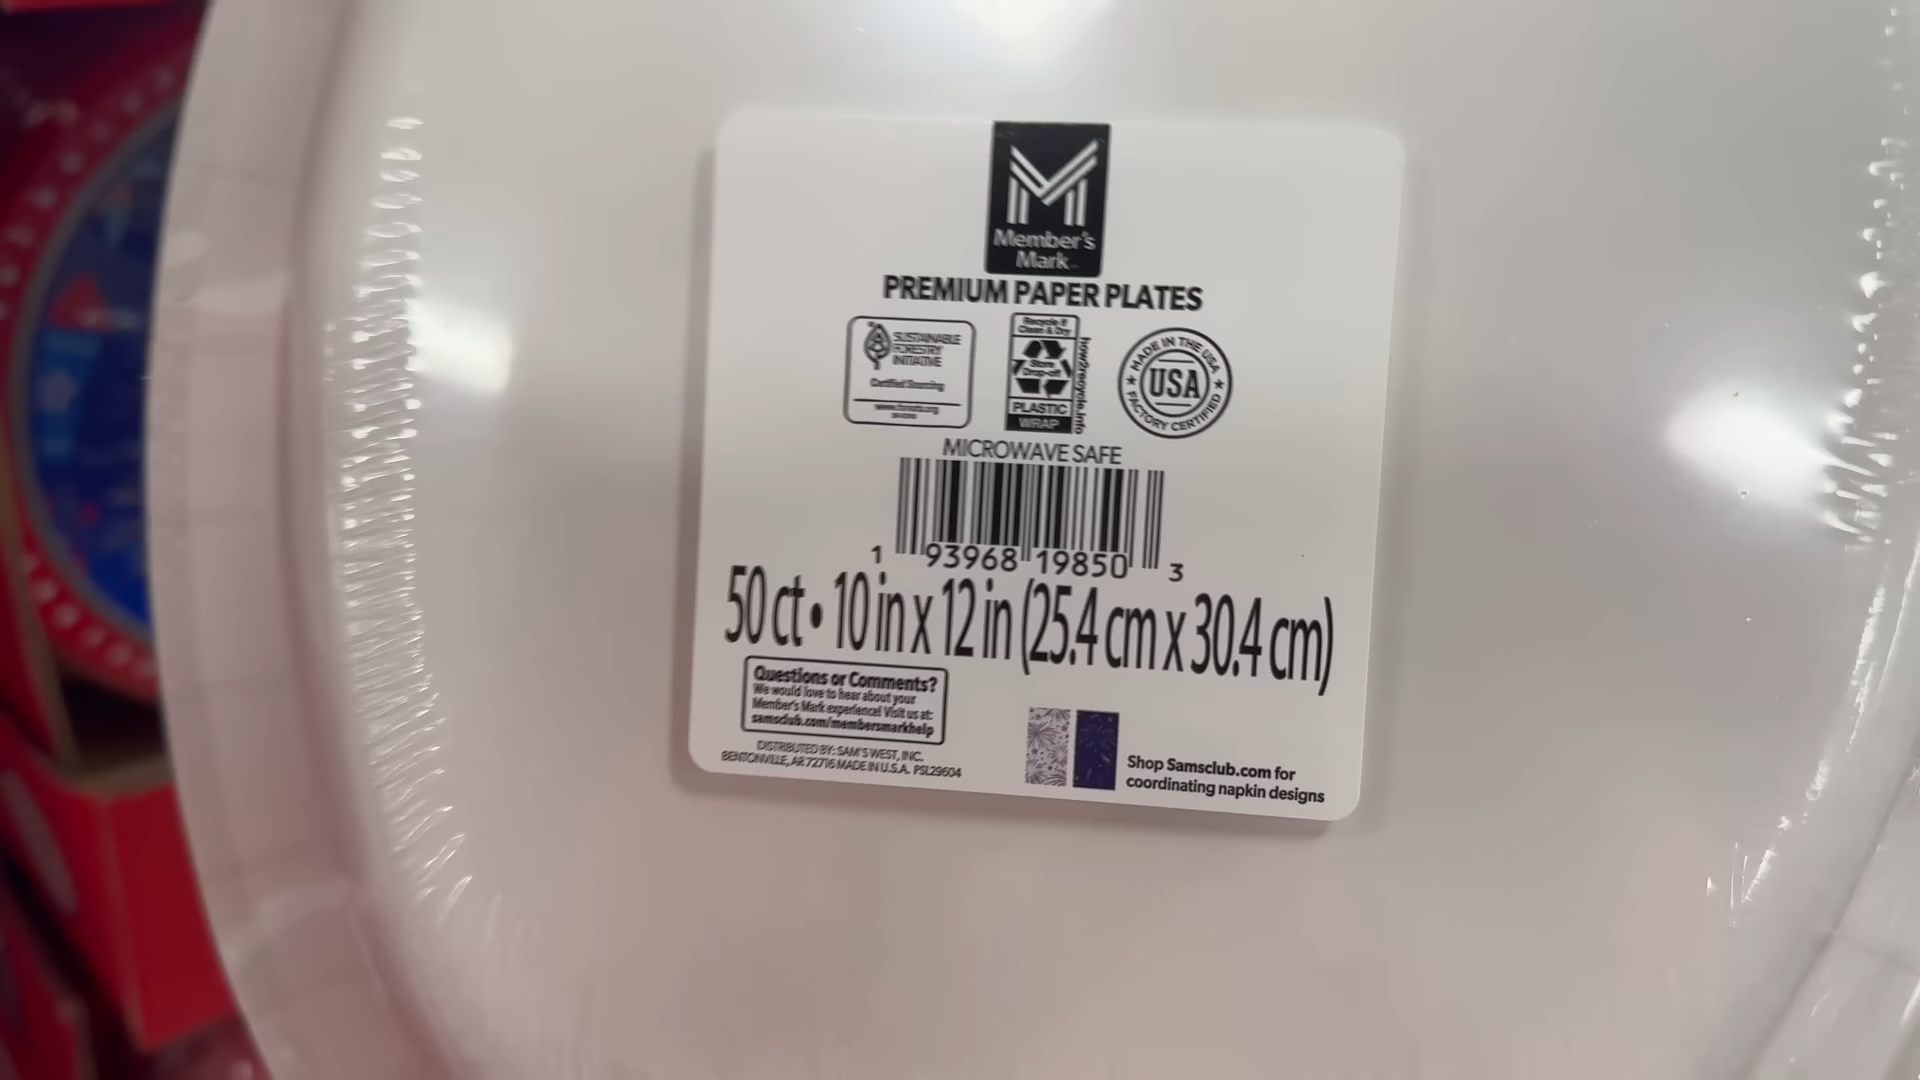 Member's
Mark
PREMIUM PAPER PLATES
SUSTAINABLE
FORESTRY
INITIATIVE
Certified Sourcing
Recycle if
Clean & Dry
Store
Drop-off
PLASTIC
WRAP
how2recycle.info
MADE IN THE USA
USA
FACTORY CERTIFIED
MICROWAVE SAFE
1 93968 19850 3
50 ct • 10 in x 12 in (25.4 cm x 30.4 cm)
Questions or Comments?
We would love to hear about your
Member's Mark experience! Visit us at:
samsclub.com/membersmarkhelp
DISTRIBUTED BY: SAM'S WEST, INC.
BENTONVILLE, AR 72716 MADE IN U.S.A. PSL29604
Shop Samsclub.com for
coordinating napkin designs